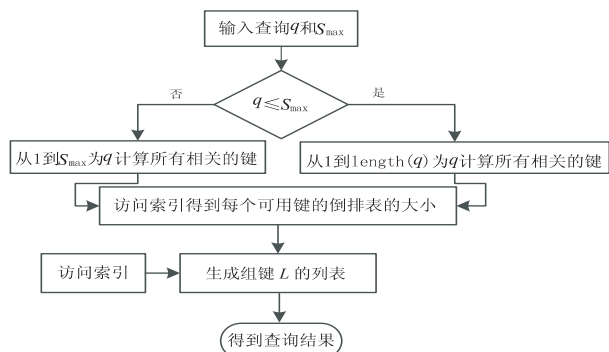 输入查询q和Smax
q≤Smax
否
是
从1到Smax为q计算所有相关的键
从1到length(q)为q计算所有相关的键
访问索引得到每个可用键的倒排表的大小
访问索引
生成组键 L 的列表
得到查询结果